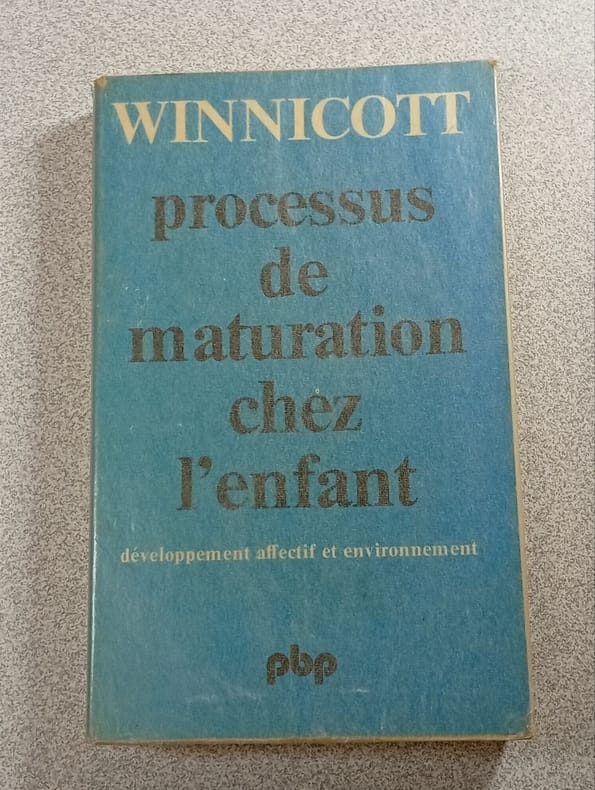 WINNICOTT
processus
de
maturation
chez
l'enfant
développement affectif et environnement
pbp